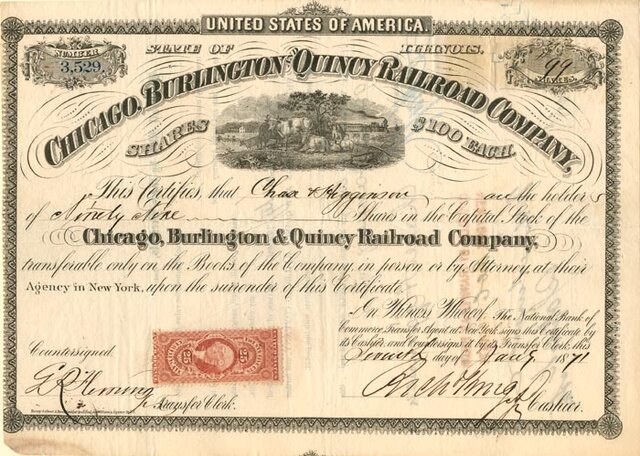 UNITED STATES OF AMERICA.
STATE OF ILLINOIS.
NUMBER
3,529
99
SHARES
CHICAGO, BURLINGTON AND QUINCY RAILROAD COMPANY,
SHARES $100 EACH
This Certifies, that Chas Higginson are the holder
of Ninety Nine Shares in the Capital Stock of the
Chicago, Burlington & Quincy Railroad Company,
transferable only on the Books of the Company, in person or by Attorney, at their
Agency in New York, upon the surrender of this Certificate.
In Witness Whereof The National Bank of
Commerce Transfer Agent at New York signs this Certificate by
its Cashier, and Countersigns it by its Transfer Clerk, this
day of 1871
Countersigned.
25 25
Transfer Clerk. Cashier.